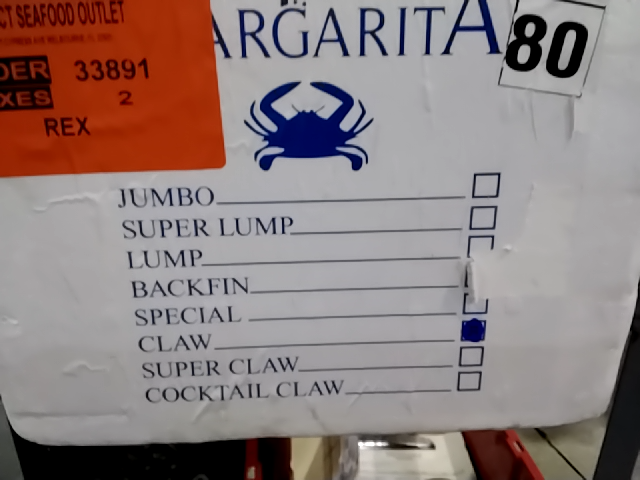 CT SEAFOOD OUTLET
DER 33891
XES 2
REX
ARGARITA
80
JUMBO
SUPER LUMP
LUMP
BACKFIN
SPECIAL
CLAW
SUPER CLAW
COCKTAIL CLAW